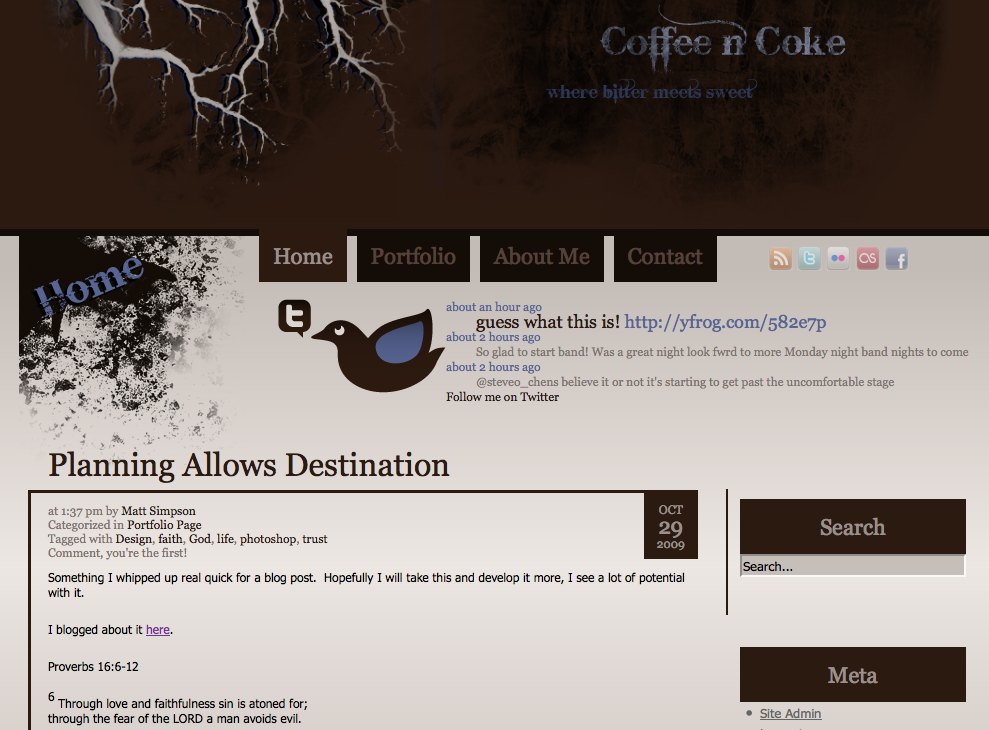 Coffee n Coke
where bitter meets sweet
Home
Portfolio
About Me
Contact
Home
about an hour ago
guess what this is! http://yfrog.com/582e7p
about 2 hours ago
So glad to start band! Was a great night look fwrd to more Monday night band nights to come
about 2 hours ago
@steveo_chens believe it or not it's starting to get past the uncomfortable stage
Follow me on Twitter
Planning Allows Destination
at 1:37 pm by Matt Simpson
Categorized in Portfolio Page
Tagged with Design, faith, God, life, photoshop, trust
Comment, you're the first!
OCT
29
2009
Something I whipped up real quick for a blog post.  Hopefully I will take this and develop it more, I see a lot of potential
with it.
I blogged about it here.
Proverbs 16:6-12
6 Through love and faithfulness sin is atoned for;
through the fear of the LORD a man avoids evil.
Search
Search...
Meta
Site Admin